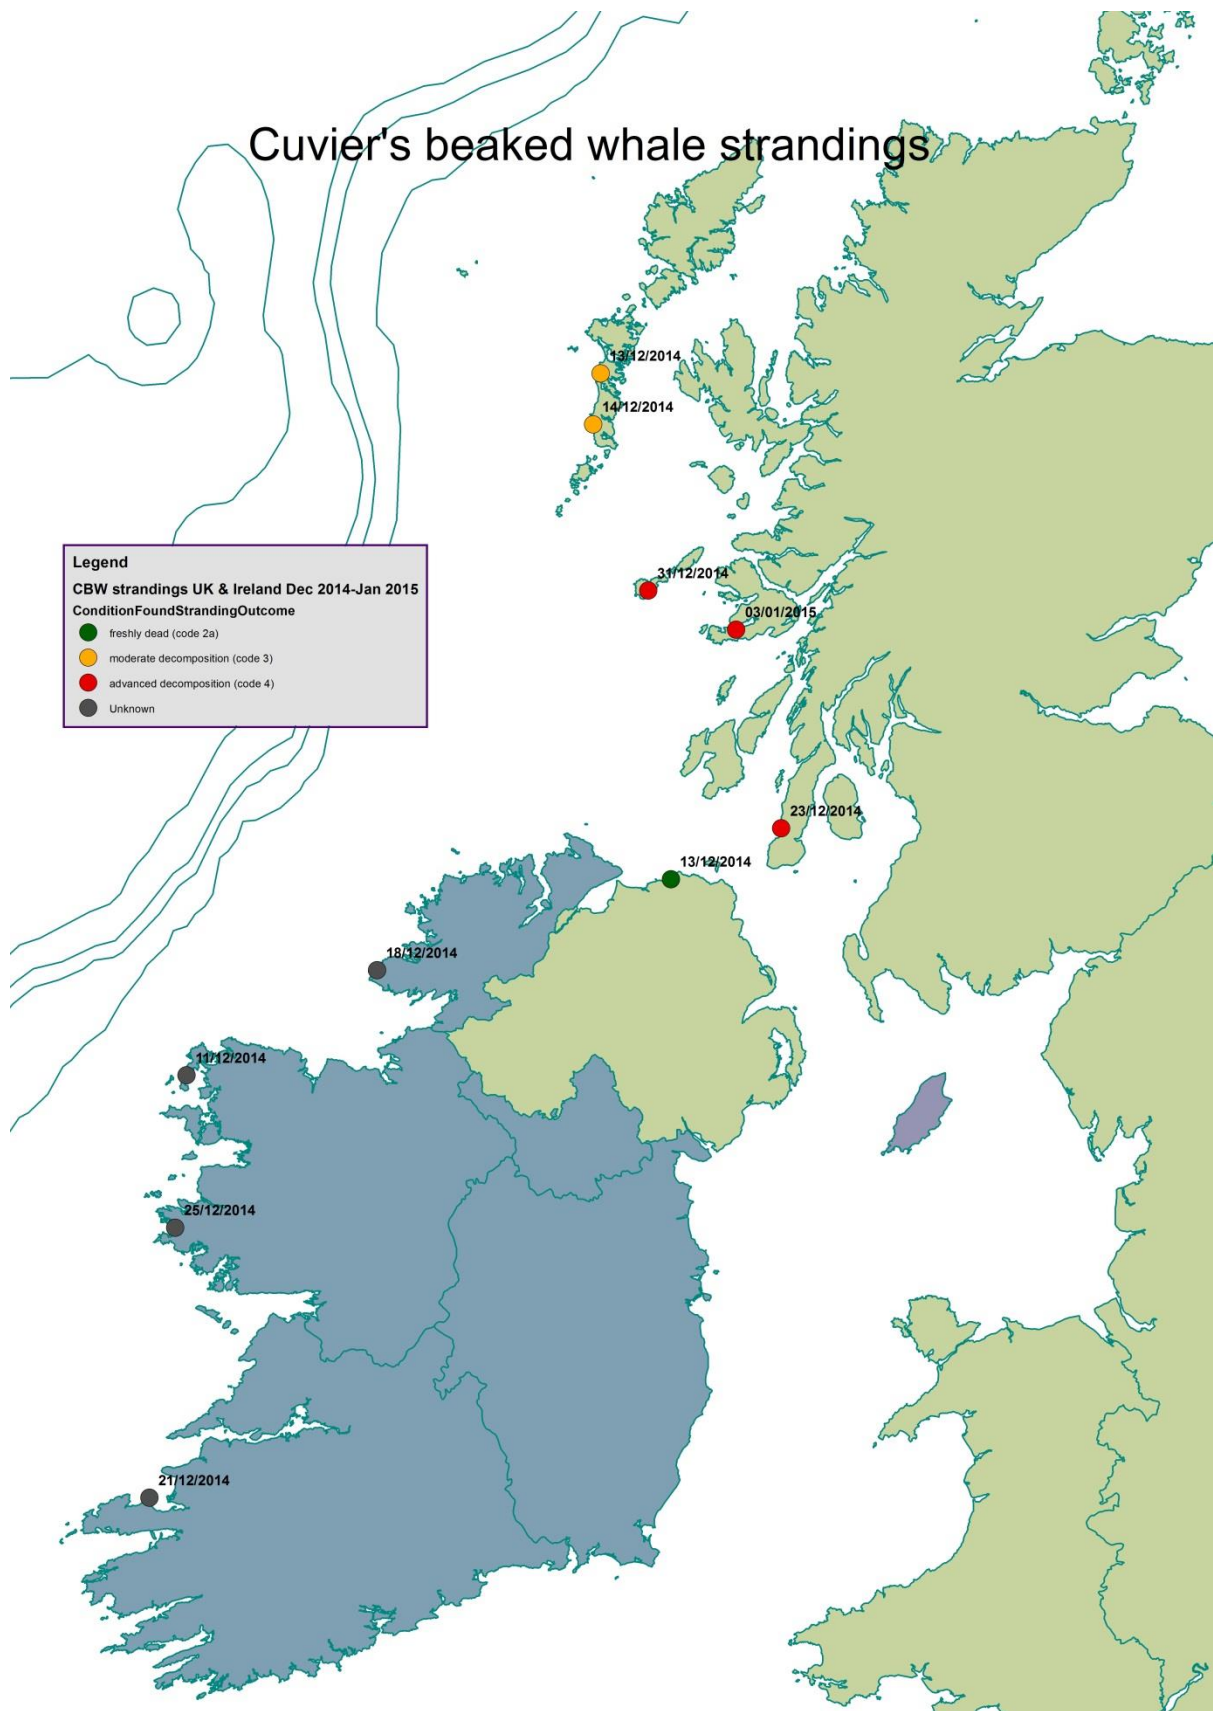 Cuvier's beaked whale strandings
13/12/2014
14/12/2014
Legend
CBW strandings UK & Ireland Dec 2014-Jan 2015
ConditionFoundStrandingOutcome
freshly dead (code 2a)
moderate decomposition (code 3)
advanced decomposition (code 4)
Unknown
31/12/2014
03/01/2015
23/12/2014
13/12/2014
18/12/2014
11/12/2014
25/12/2014
21/12/2014